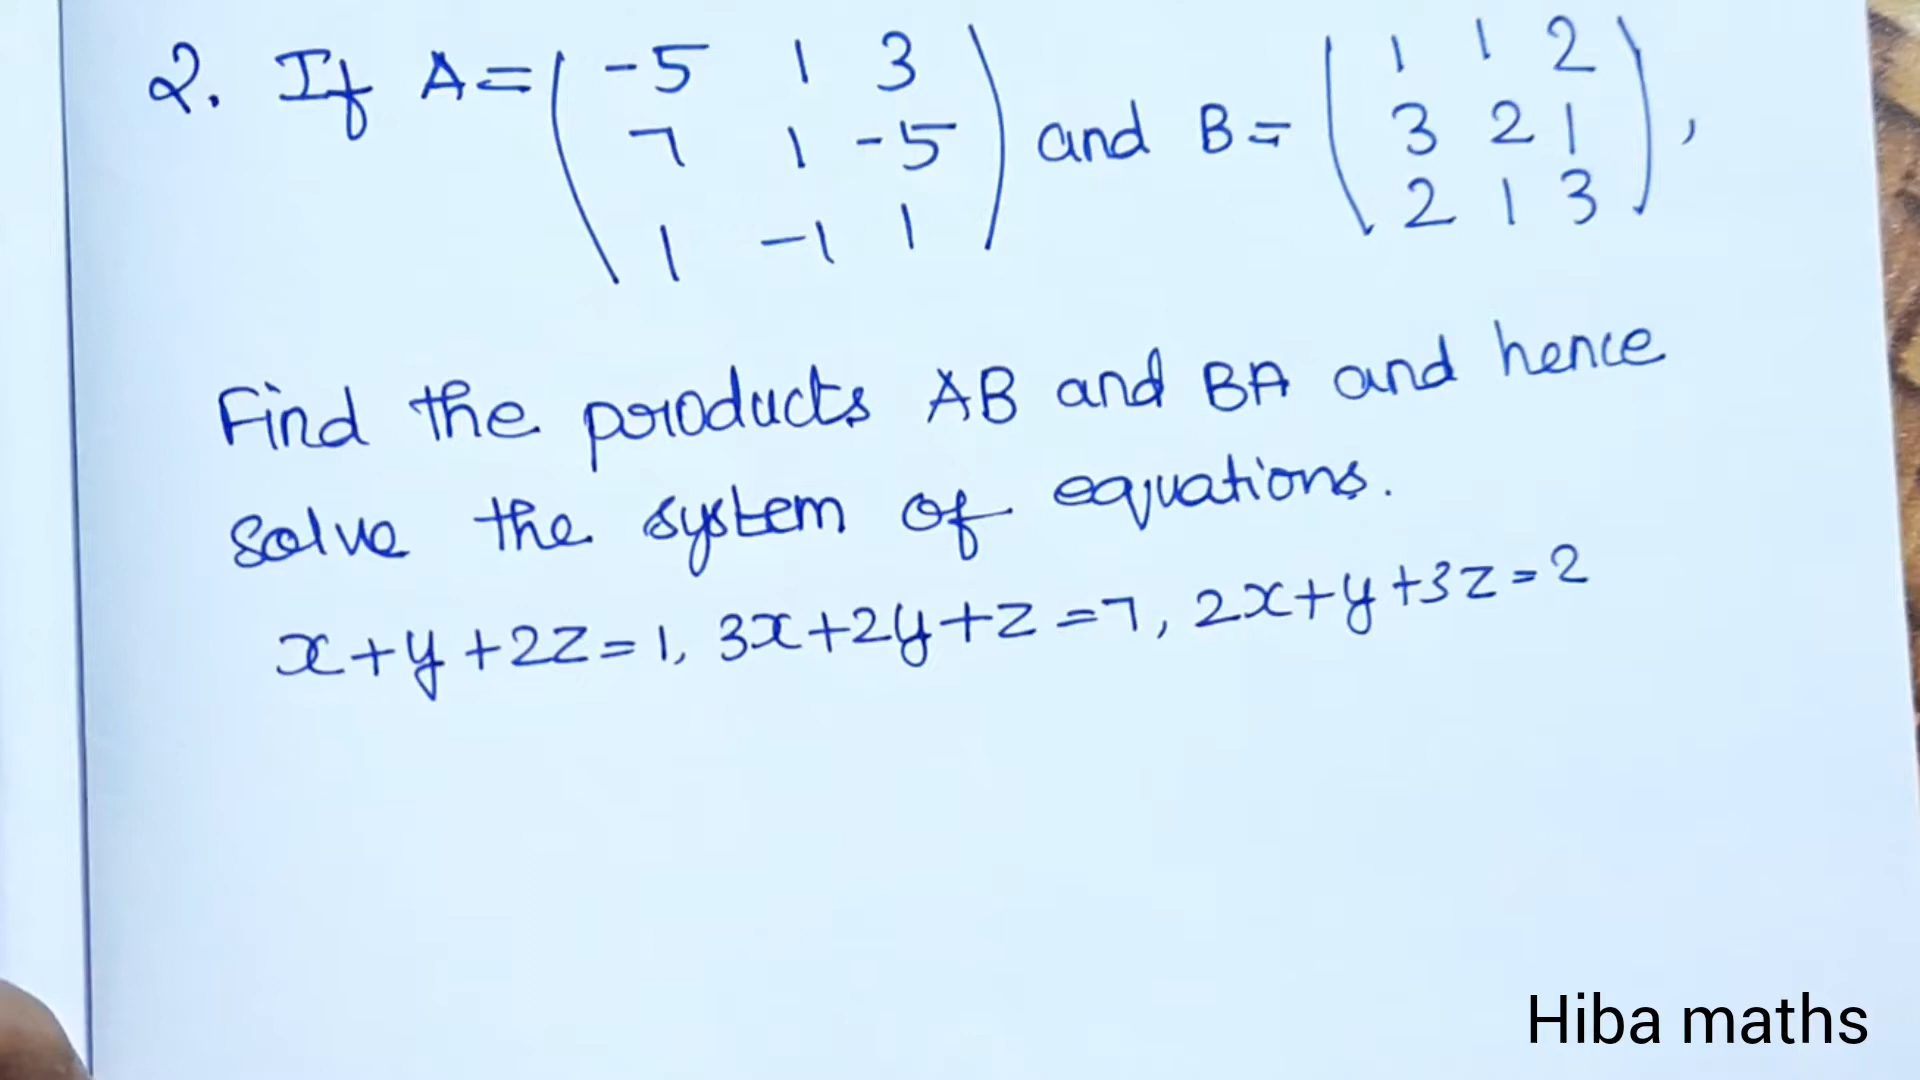 2. If A = ( -5 1 3
7 1 -5
1 -1 1 ) and B = ( 1 1 2
3 2 1
2 1 3 ),
Find the products AB and BA and hence
solve the system of equations.
x+y+2z=1, 3x+2y+z=7, 2x+y+3z=2
Hiba maths